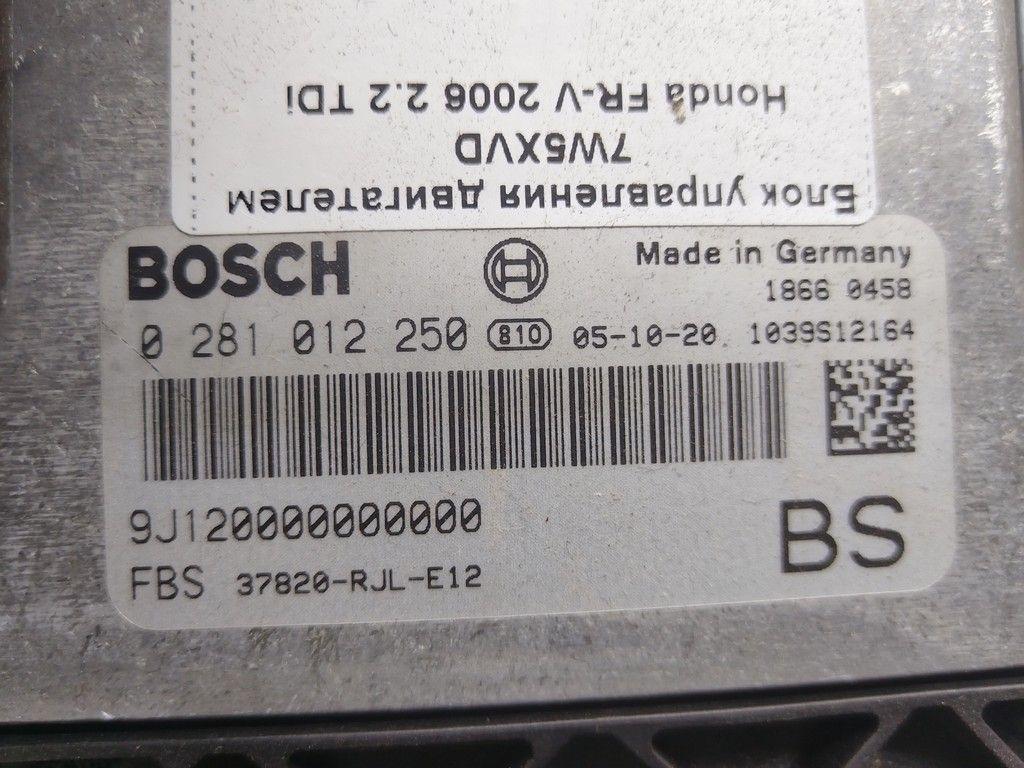 Блок управления двигателем
7W5XVD
Honda FR-V 2006 2.2 TDi
BOSCH Made in Germany
1866 0458
0 281 012 250 810 05-10-20 1039S12164
9J120000000000
BS
FBS 37820-RJL-E12